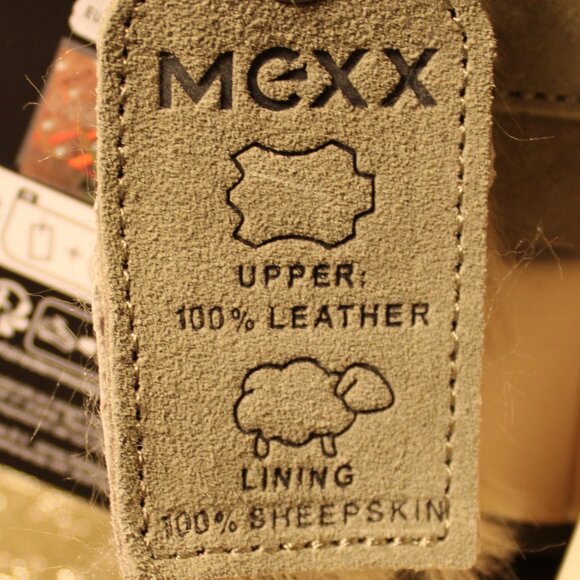 MEXX
UPPER:
100% LEATHER
LINING
100% SHEEPSKIN